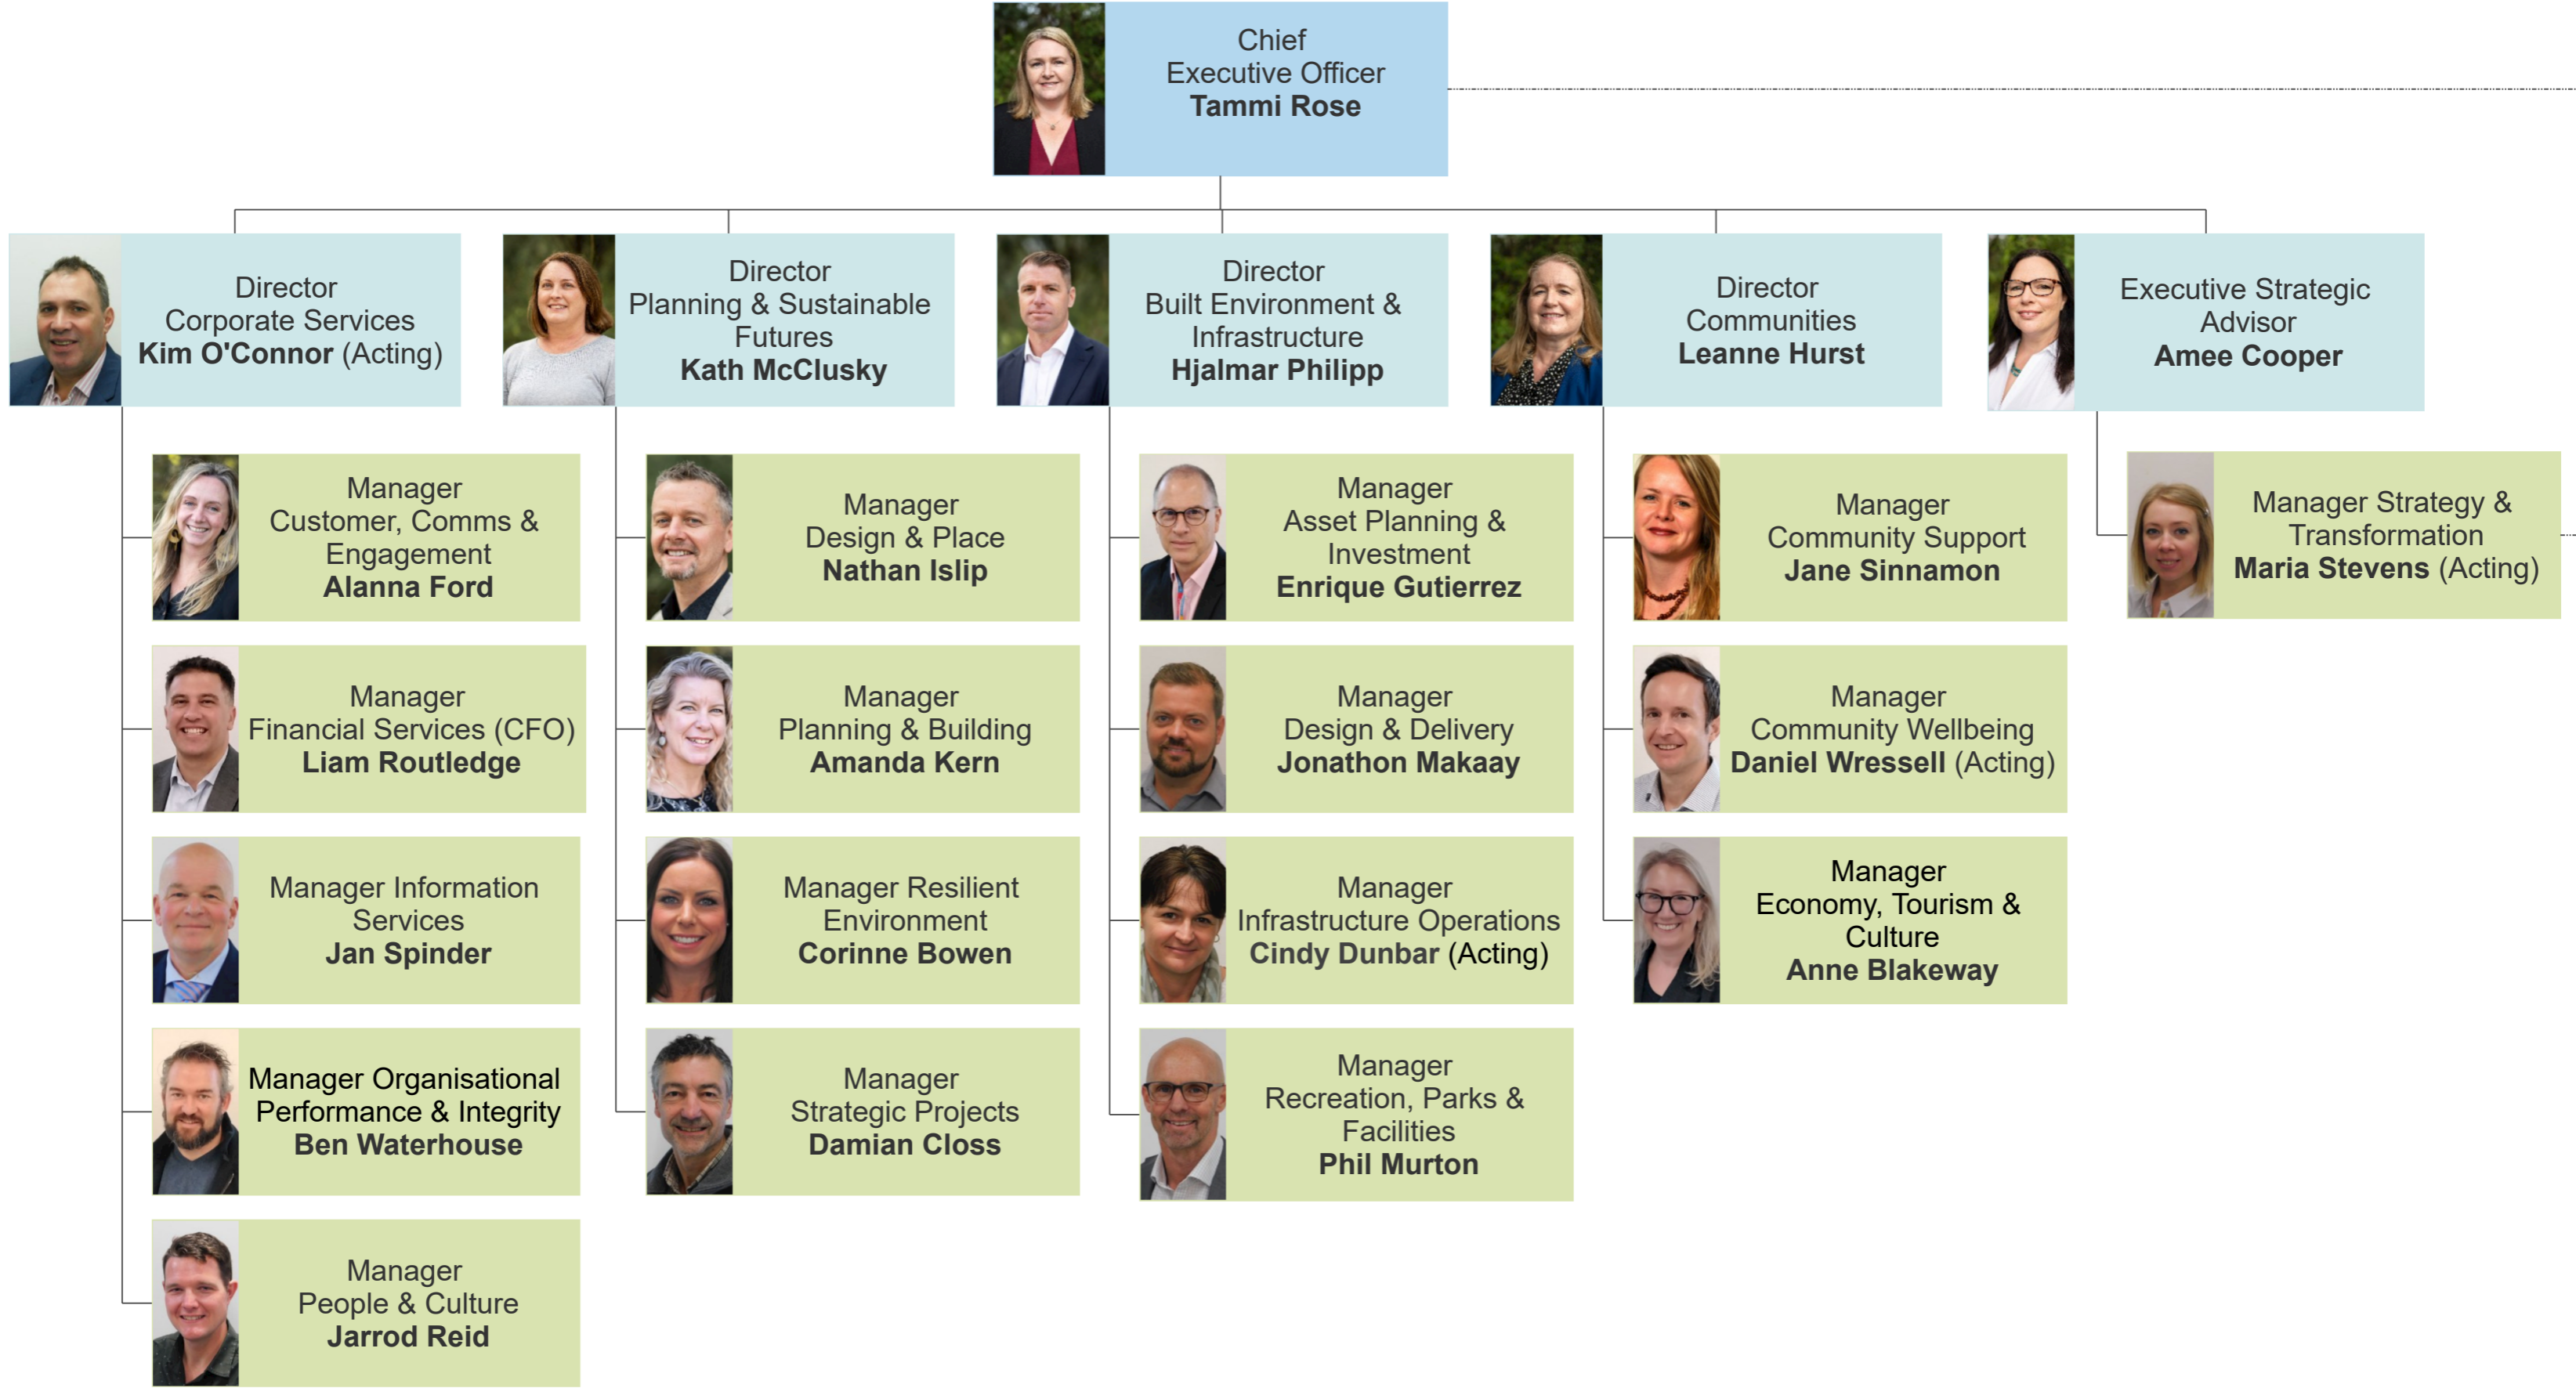 Chief
Executive Officer
Tammi Rose
Director
Corporate Services
Kim O'Connor (Acting)
Director
Planning & Sustainable
Futures
Kath McClusky
Director
Built Environment &
Infrastructure
Hjalmar Philipp
Director
Communities
Leanne Hurst
Executive Strategic
Advisor
Amee Cooper
Manager
Customer, Comms &
Engagement
Alanna Ford
Manager
Financial Services (CFO)
Liam Routledge
Manager Information
Services
Jan Spinder
Manager Organisational
Performance & Integrity
Ben Waterhouse
Manager
People & Culture
Jarrod Reid
Manager
Design & Place
Nathan Islip
Manager
Planning & Building
Amanda Kern
Manager Resilient
Environment
Corinne Bowen
Manager
Strategic Projects
Damian Closs
Manager
Asset Planning &
Investment
Enrique Gutierrez
Manager
Design & Delivery
Jonathon Makaay
Manager
Infrastructure Operations
Cindy Dunbar (Acting)
Manager
Recreation, Parks &
Facilities
Phil Murton
Manager
Community Support
Jane Sinnamon
Manager
Community Wellbeing
Daniel Wressell (Acting)
Manager
Economy, Tourism &
Culture
Anne Blakeway
Manager Strategy &
Transformation
Maria Stevens (Acting)